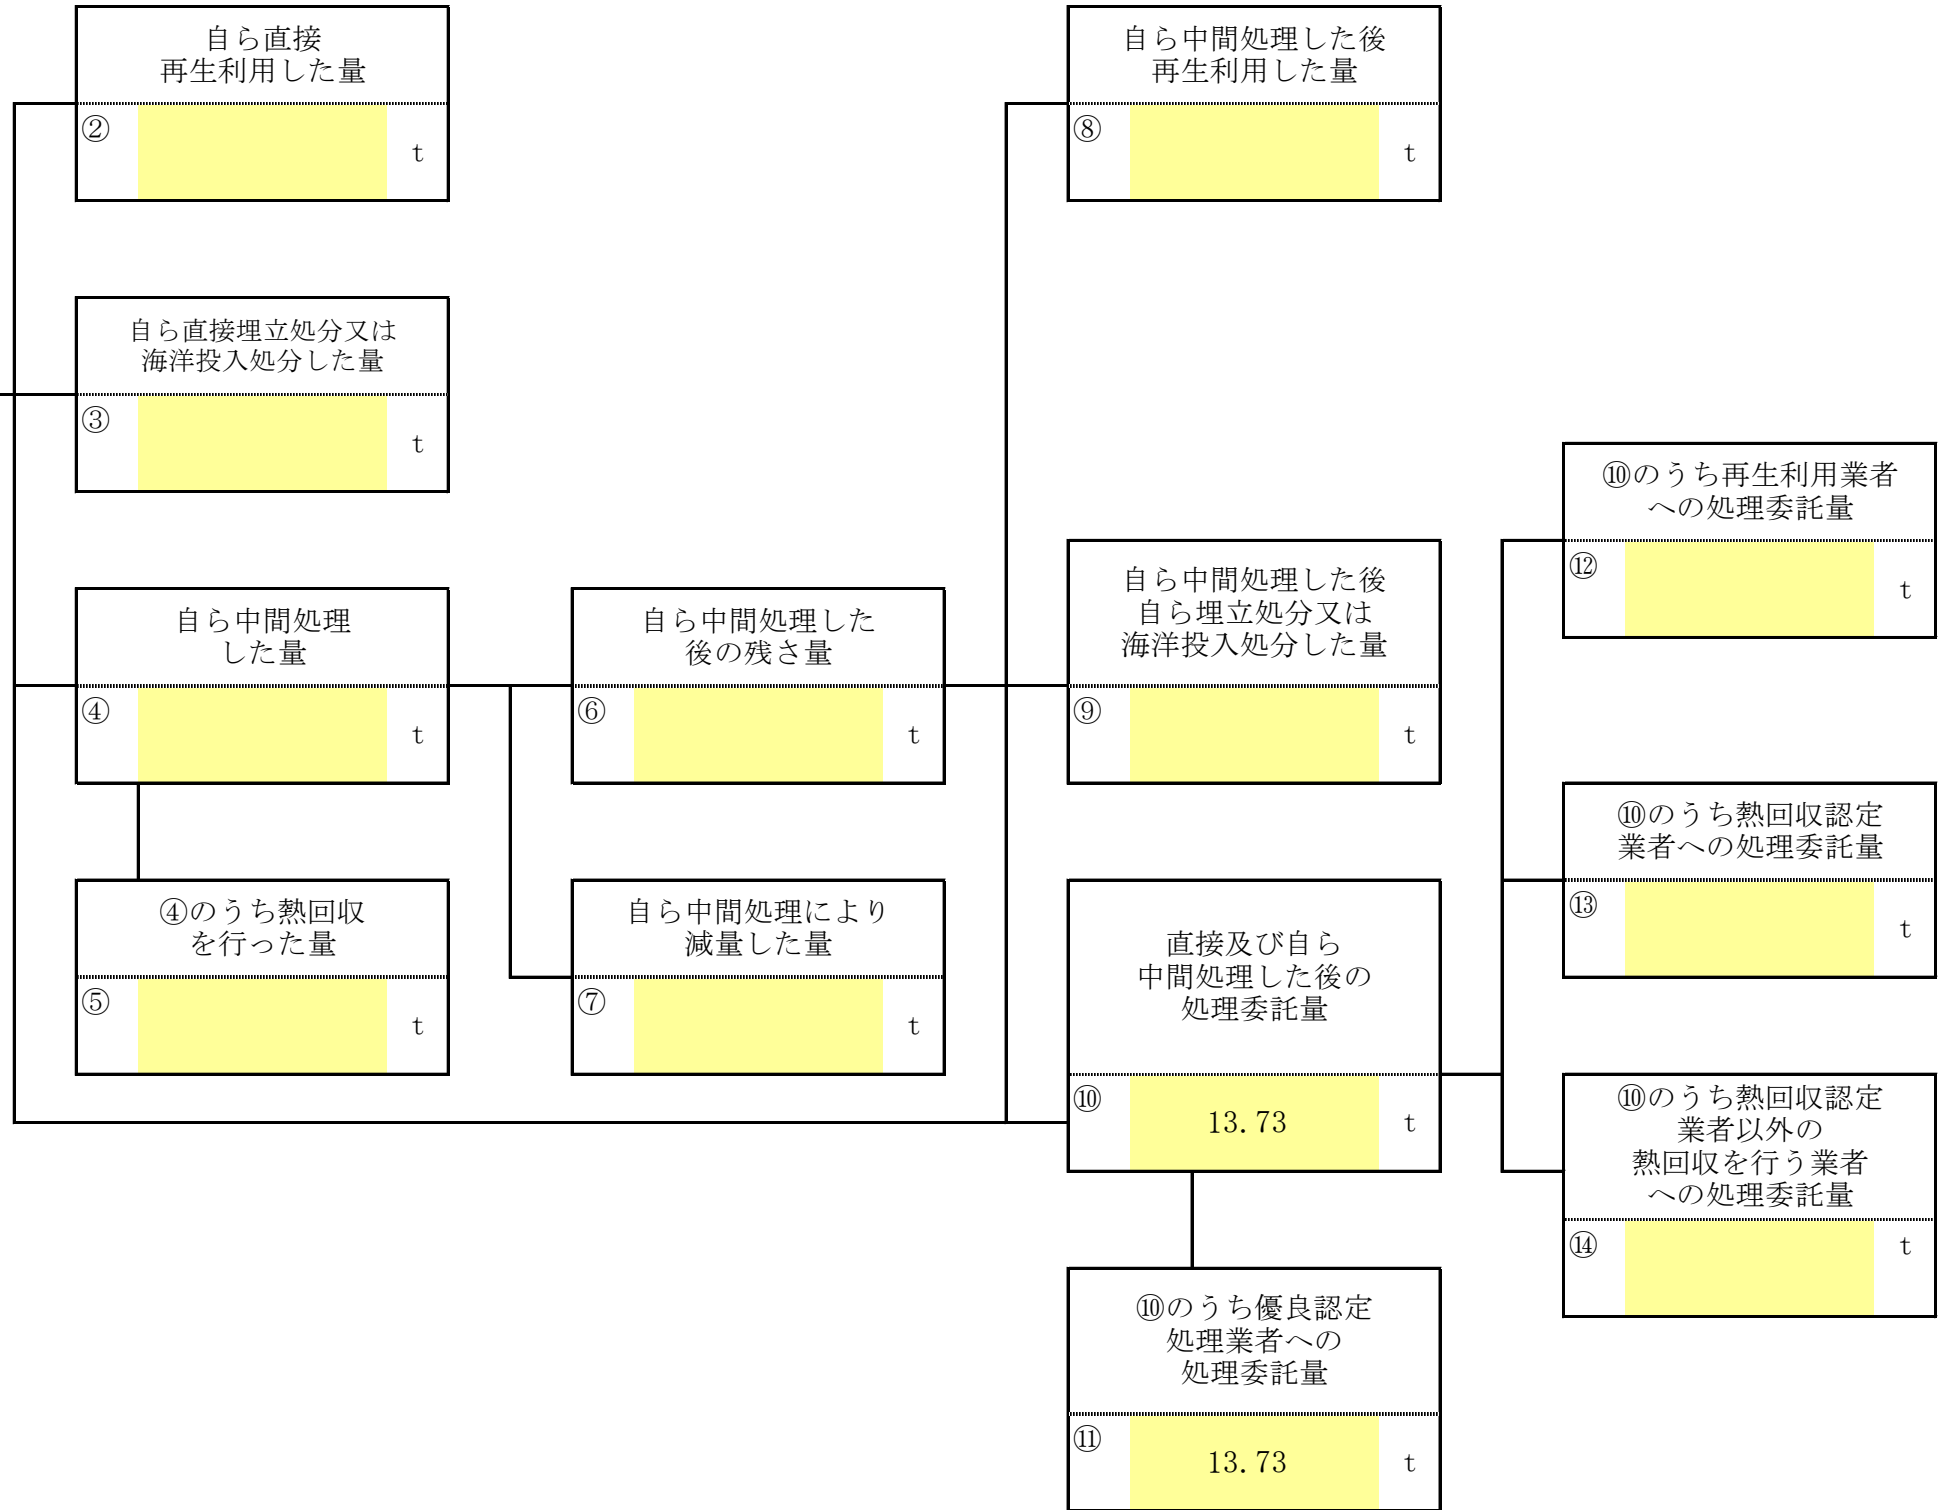 自ら直接
再生利用した量
②
t
自ら中間処理した後
再生利用した量
⑧
t
自ら直接埋立処分又は
海洋投入処分した量
③
t
⑩のうち再生利用業者
への処理委託量
⑫
t
自ら中間処理
した量
④
t
自ら中間処理した
後の残さ量
⑥
t
自ら中間処理した後
自ら埋立処分又は
海洋投入処分した量
⑨
t
⑩のうち熱回収認定
業者への処理委託量
⑬
t
④のうち熱回収
を行った量
⑤
t
自ら中間処理により
減量した量
⑦
t
直接及び自ら
中間処理した後の
処理委託量
⑩
13.73
t
⑩のうち熱回収認定
業者以外の
熱回収を行う業者
への処理委託量
⑭
t
⑩のうち優良認定
処理業者への
処理委託量
⑪
13.73
t